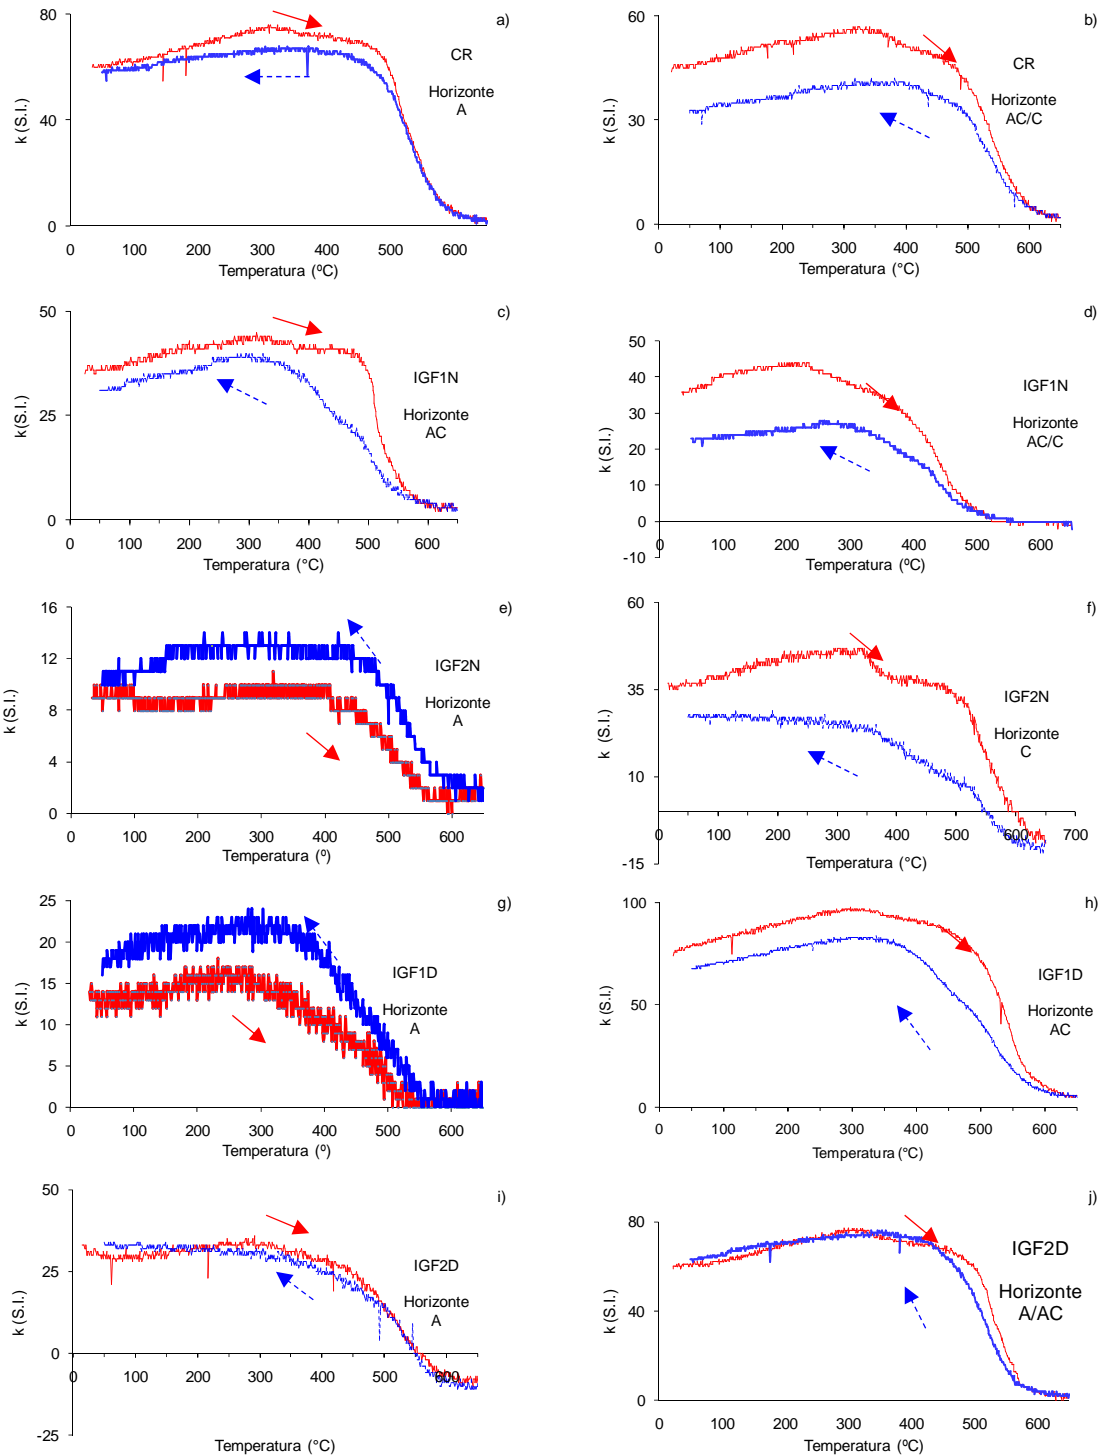 a)
80
40
0
k (S.I.)
CR
Horizonte
A
0 100 200 300 400 500 600
Temperatura (ºC)
b)
60
30
0
k (S.I.)
CR
Horizonte
AC/C
0 100 200 300 400 500 600
Temperatura (°C)
c)
50
25
0
k (S.I.)
IGF1N
Horizonte
AC
0 100 200 300 400 500 600
Temperatura (°C)
d)
50
40
30
20
10
0
-10
k (S.I.)
IGF1N
Horizonte
AC/C
0 100 200 300 400 500 600
Temperatura (ºC)
e)
16
14
12
10
8
6
4
2
0
k (S.I.)
IGF2N
Horizonte
A
0 100 200 300 400 500 600
Temperatura (º)
f)
60
35
10
-15
k (S.I.)
IGF2N
Horizonte
C
0 100 200 300 400 500 600 700
Temperatura (°C)
g)
25
20
15
10
5
0
k (S.I.)
IGF1D
Horizonte
A
0 100 200 300 400 500 600
Temperatura (º)
h)
100
50
0
k (S.I.)
IGF1D
Horizonte
AC
0 100 200 300 400 500 600
Temperatura (°C)
i)
50
25
0
-25
k (S.I.)
IGF2D
Horizonte
A
0 100 200 300 400 500 600
Temperatura (°C)
j)
80
40
0
k (S.I.)
IGF2D
Horizonte
A/AC
0 100 200 300 400 500 600
Temperatura (ºC)